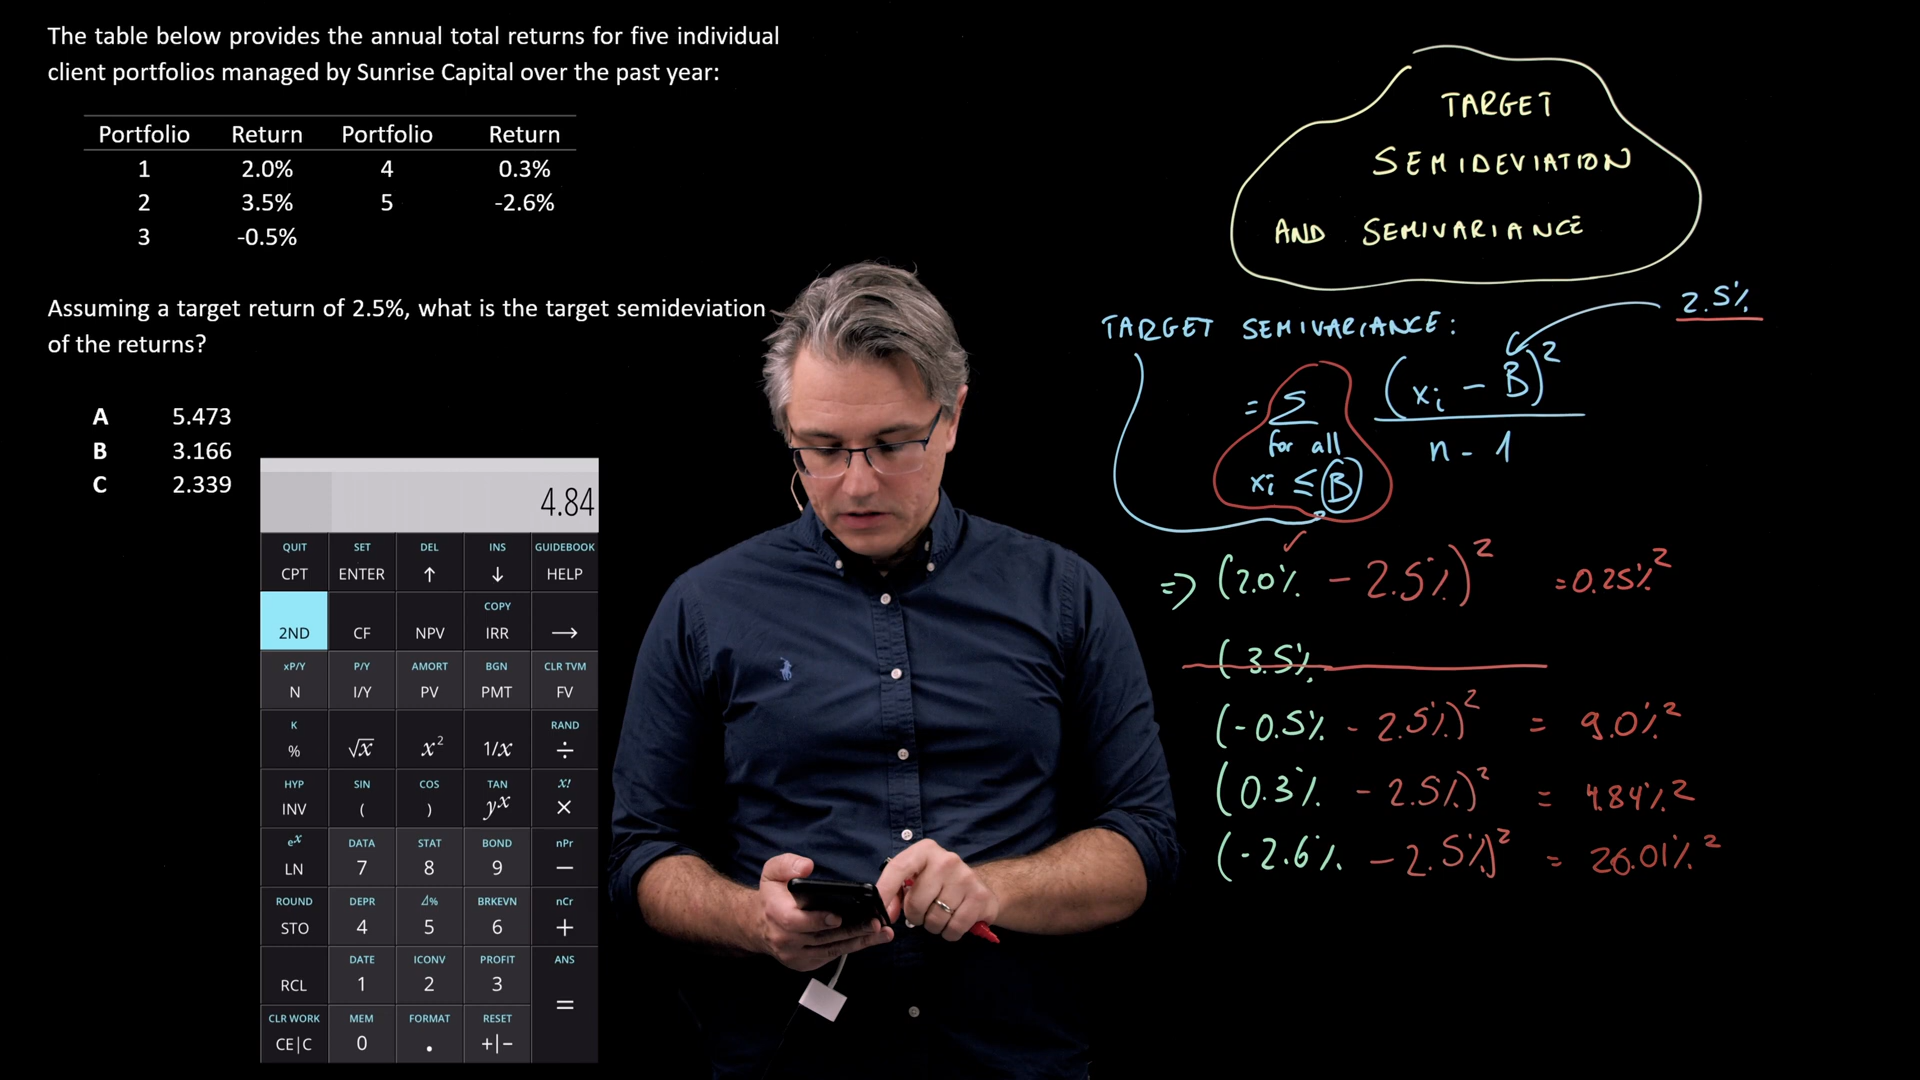 The table below provides the annual total returns for five individual
client portfolios managed by Sunrise Capital over the past year:
Portfolio Return Portfolio Return
1 2.0% 4 0.3%
2 3.5% 5 -2.6%
3 -0.5%
Assuming a target return of 2.5%, what is the target semideviation
of the returns?
A 5.473
B 3.166
C 2.339
4.84
QUIT SET DEL INS GUIDEBOOK
CPT ENTER ↑ ↓ HELP
COPY
2ND CF NPV IRR →
xP/Y P/Y AMORT BGN CLR TVM
N I/Y PV PMT FV
K RAND
% √x x² 1/x ÷
HYP SIN COS TAN x!
INV ( ) yˣ ×
eˣ DATA STAT BOND nPr
LN 7 8 9 −
ROUND DEPR Δ% BRKEVN nCr
STO 4 5 6 +
DATE ICONV PROFIT ANS
RCL 1 2 3 =
CLR WORK MEM FORMAT RESET
CE|C 0 . +|−
TARGET
SEMIDEVIATION
AND SEMIVARIANCE
2.5%
TARGET SEMIVARIANCE:
= Σ (xi − B)²
for all n - 1
xi ≤ B
=> (2.0% − 2.5%)² = 0.25%²
(3.5%
(-0.5% - 2.5%)² = 9.0%²
(0.3% - 2.5%)² = 4.84%²
(-2.6% − 2.5%)² = 26.01%²